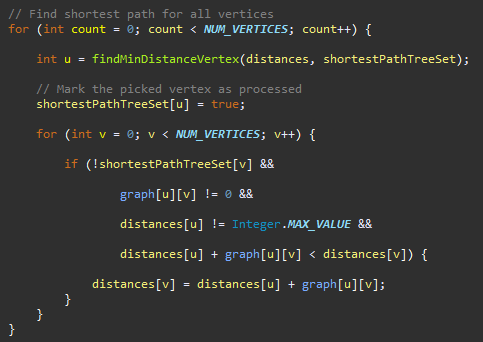 // Find shortest path for all vertices
for (int count = 0; count < NUM_VERTICES; count++) {
int u = findMinDistanceVertex(distances, shortestPathTreeSet);
// Mark the picked vertex as processed
shortestPathTreeSet[u] = true;
for (int v = 0; v < NUM_VERTICES; v++) {
if (!shortestPathTreeSet[v] &&
graph[u][v] != 0 &&
distances[u] != Integer.MAX_VALUE &&
distances[u] + graph[u][v] < distances[v]) {
distances[v] = distances[u] + graph[u][v];
}
}
}